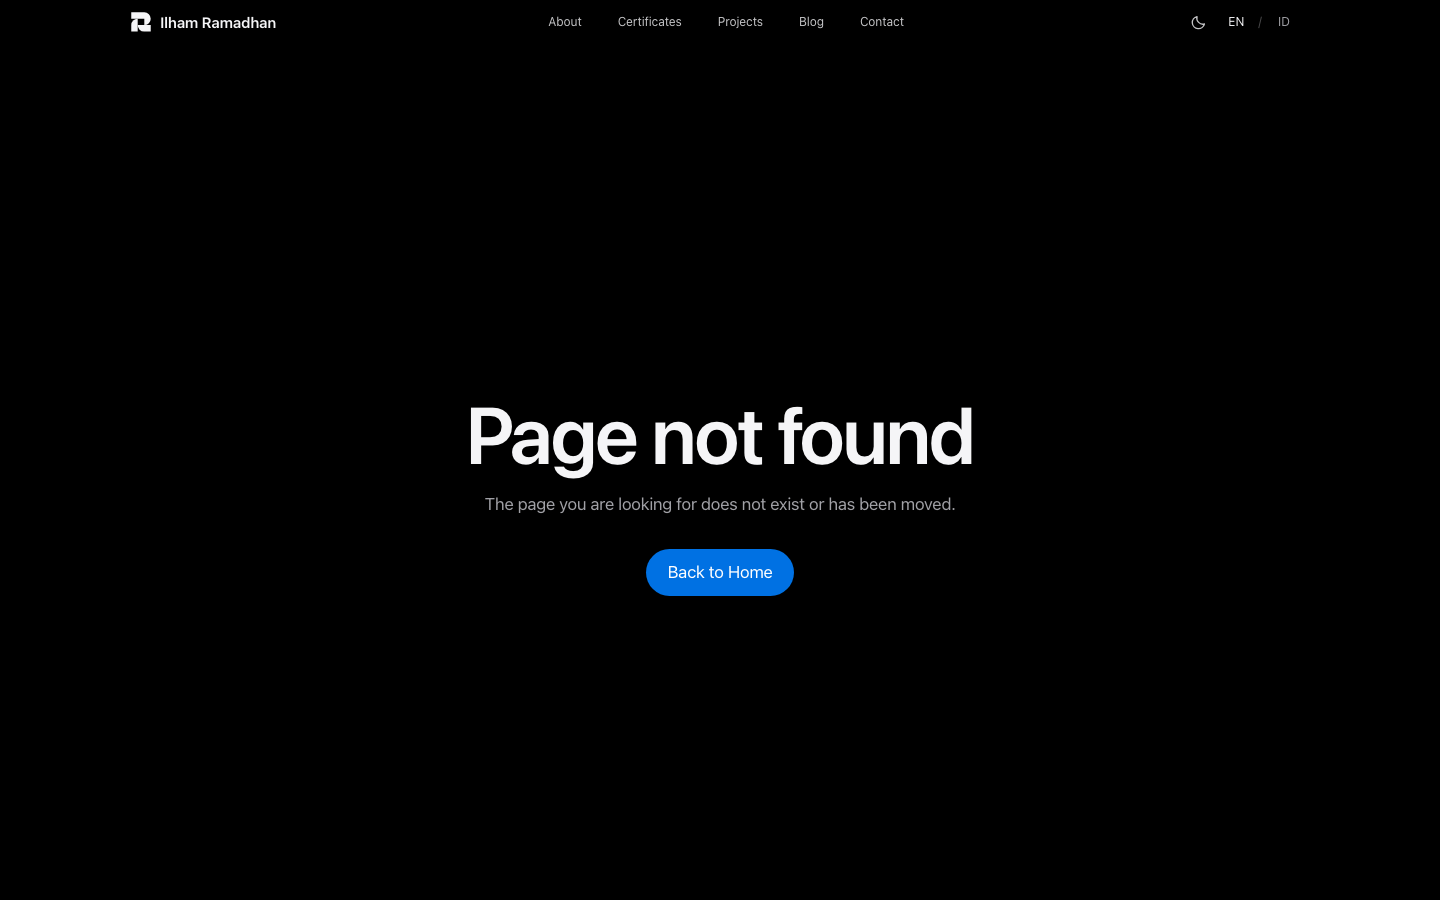 Ilham Ramadhan
About Certificates Projects Blog Contact
EN / ID
Page not found
The page you are looking for does not exist or has been moved.
Back to Home